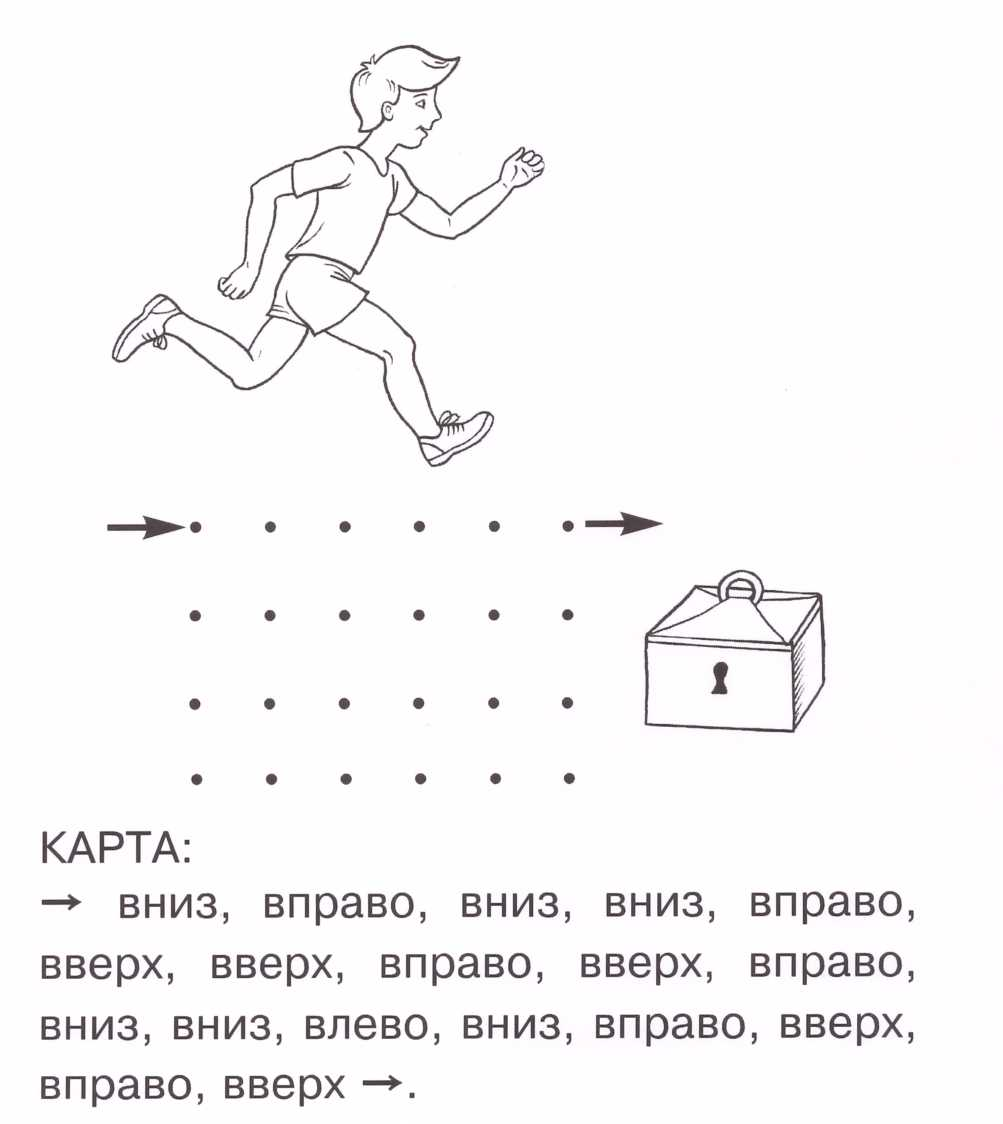 КАРТА:
→ вниз, вправо, вниз, вниз, вправо,
вверх, вверх, вправо, вверх, вправо,
вниз, вниз, влево, вниз, вправо, вверх,
вправо, вверх →.